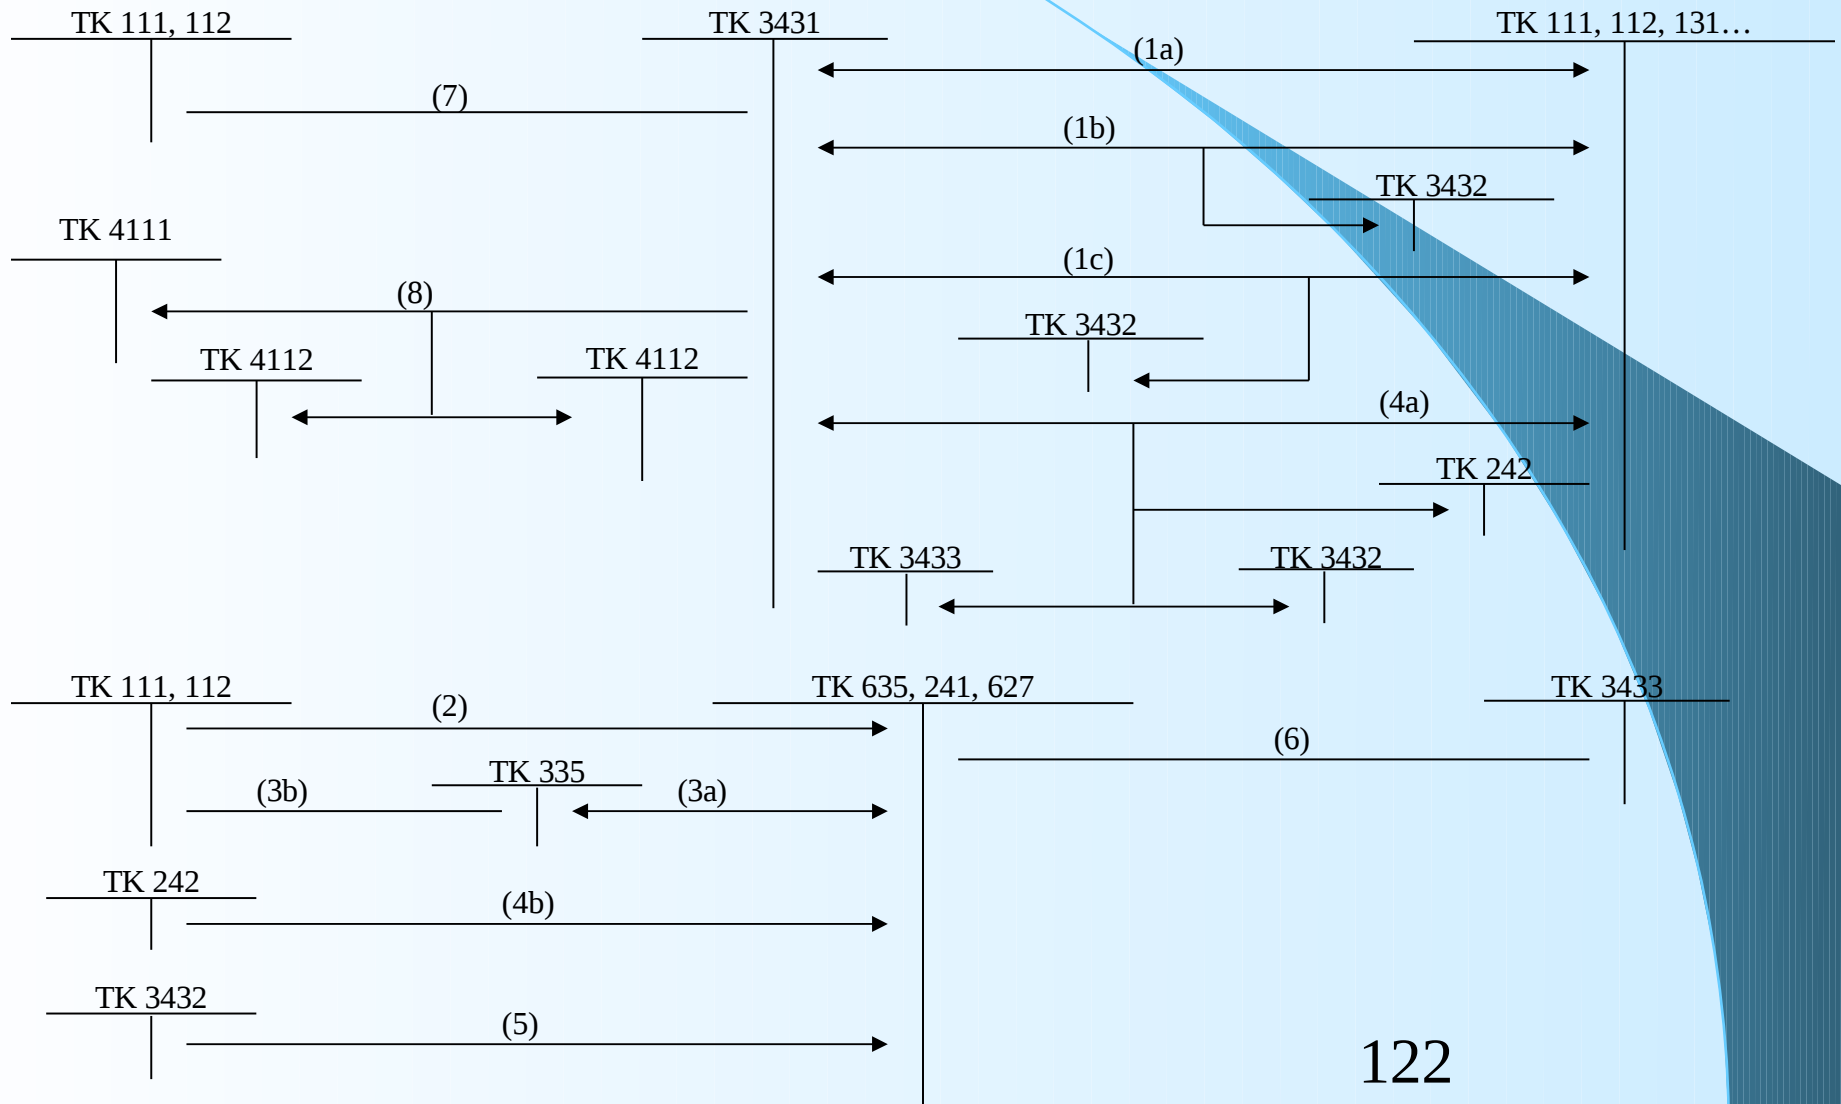 TK 111, 112
TK 3431
TK 111, 112, 131…
(1a)
(7)
(1b)
TK 3432
TK 4111
(1c)
(8)
TK 3432
TK 4112
TK 4112
(4a)
TK 242
TK 3433
TK 3432
TK 111, 112
(2)
TK 635, 241, 627
TK 3433
(6)
TK 335
(3b)
(3a)
TK 242
(4b)
TK 3432
(5)
122